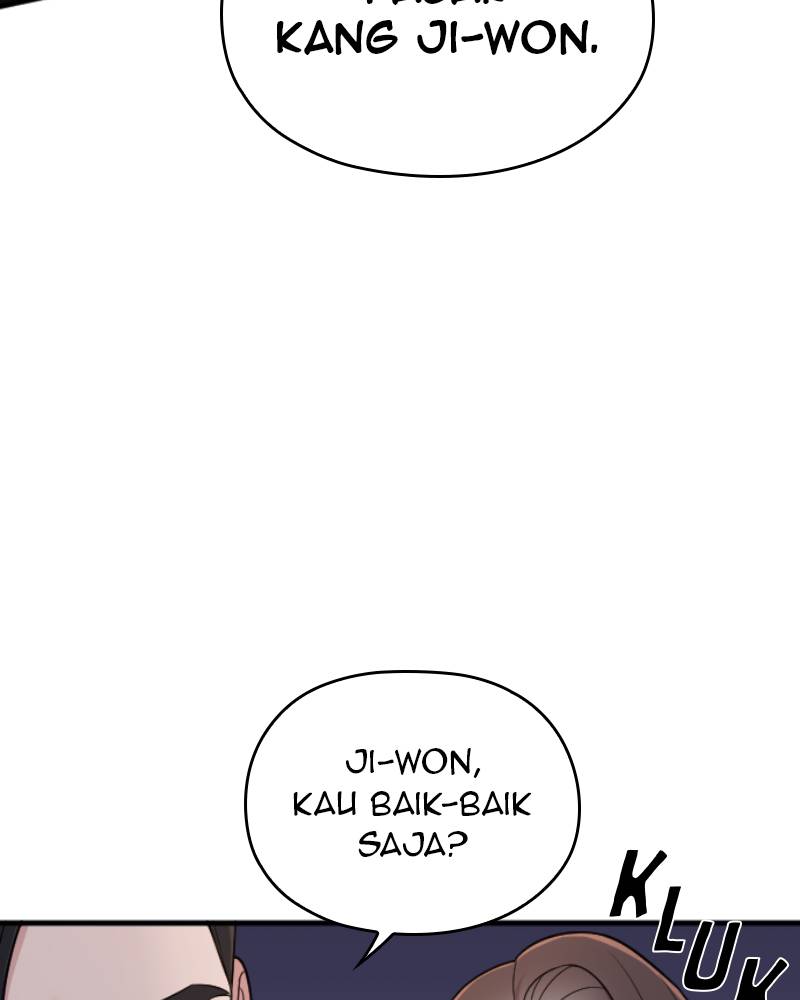 KANG JI-WON.
JI-WON,
KAU BAIK-BAIK
SAJA?
KLUK